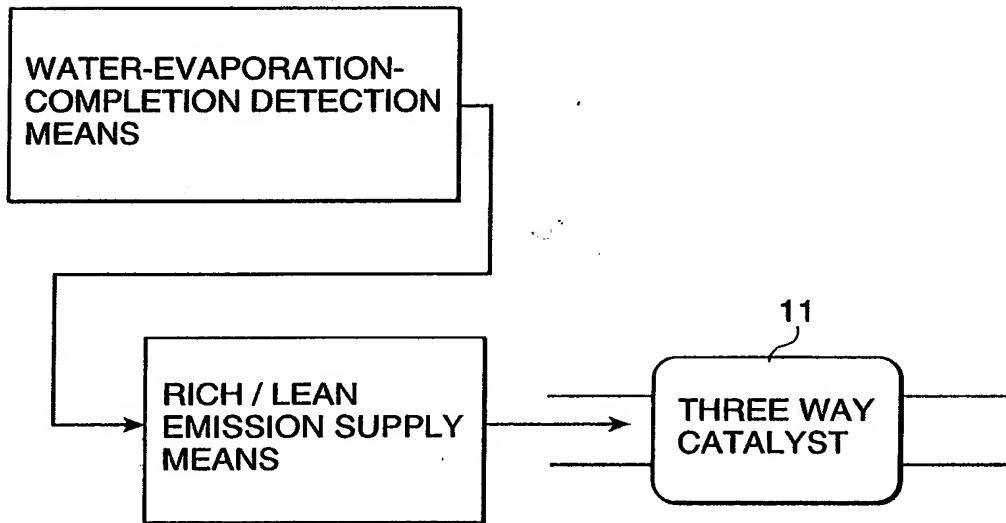 WATER-EVAPORATION-
COMPLETION DETECTION
MEANS
11
RICH / LEAN
EMISSION SUPPLY
MEANS
THREE WAY
CATALYST